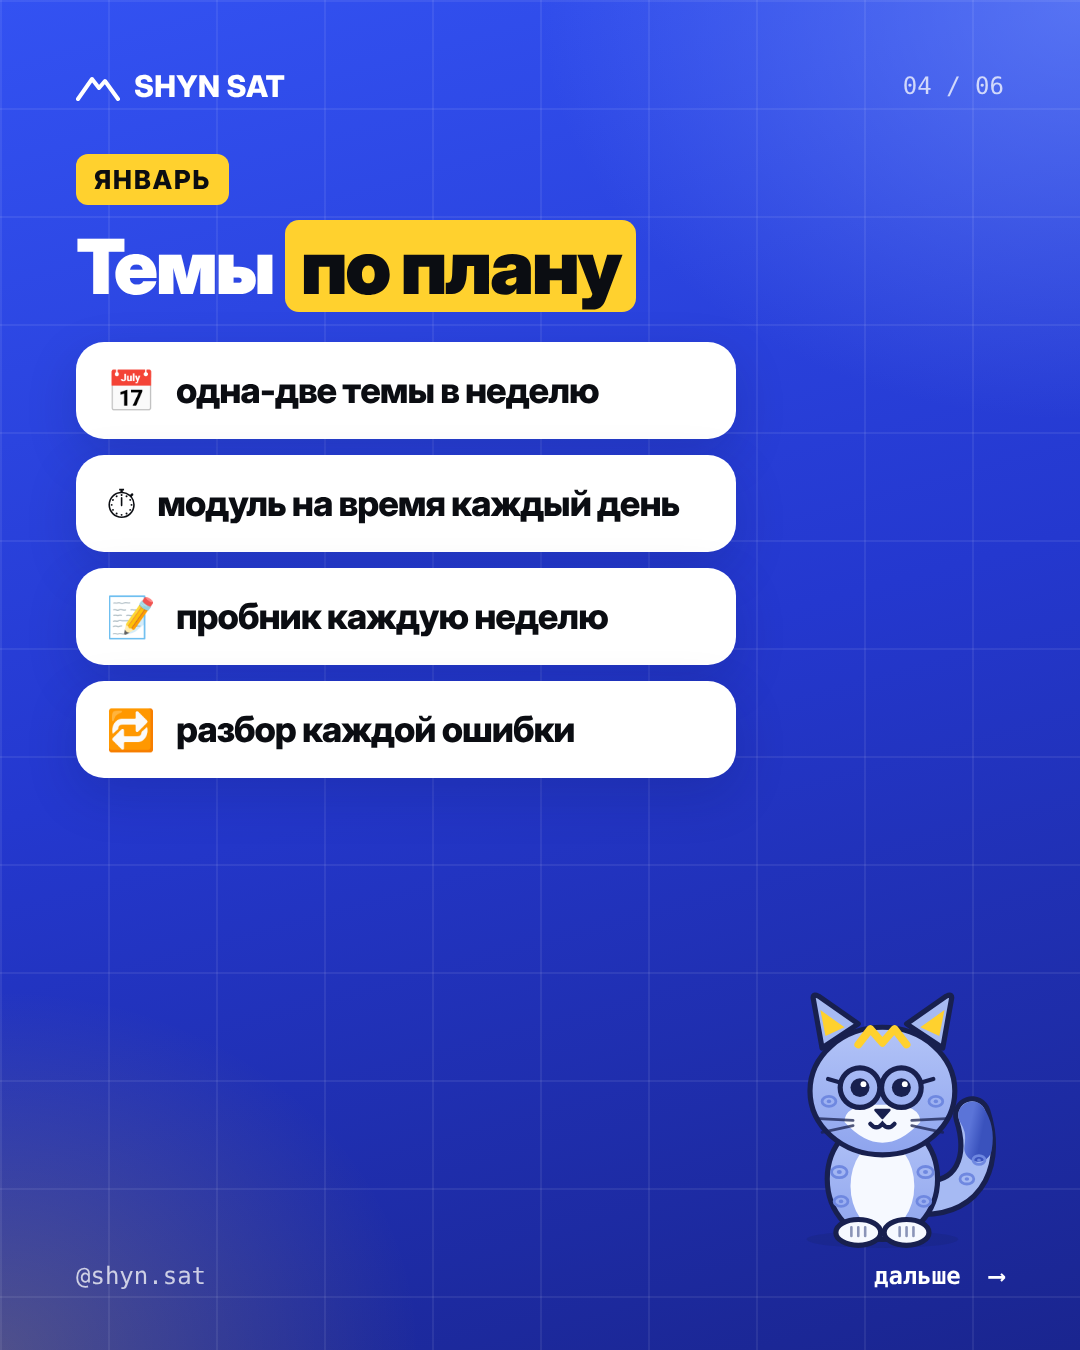 SHYN SAT
04 / 06
ЯНВАРЬ
Темы по плану
July
17
одна-две темы в неделю
модуль на время каждый день
пробник каждую неделю
разбор каждой ошибки
@shyn.sat
дальше →